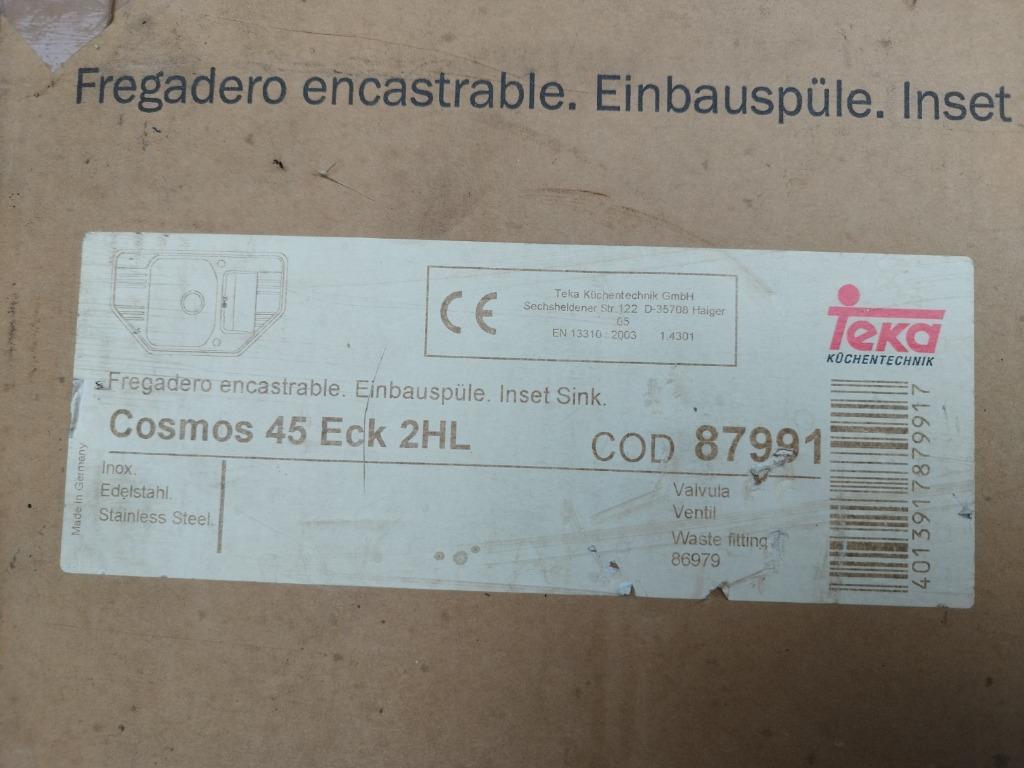 Fregadero encastrable. Einbauspüle. Inset
CE
Teka Küchentechnik GmbH
Sechsheldener Str.122 D-35708 Haiger
05
EN 13310 : 2003 1.4301
Teka
KÜCHENTECHNIK
Fregadero encastrable. Einbauspüle. Inset Sink.
Cosmos 45 Eck 2HL
COD 87991
Made in Germany
Inox.
Edelstahl.
Stainless Steel.
Valvula
Ventil
Waste fitting
86979
4013917879917